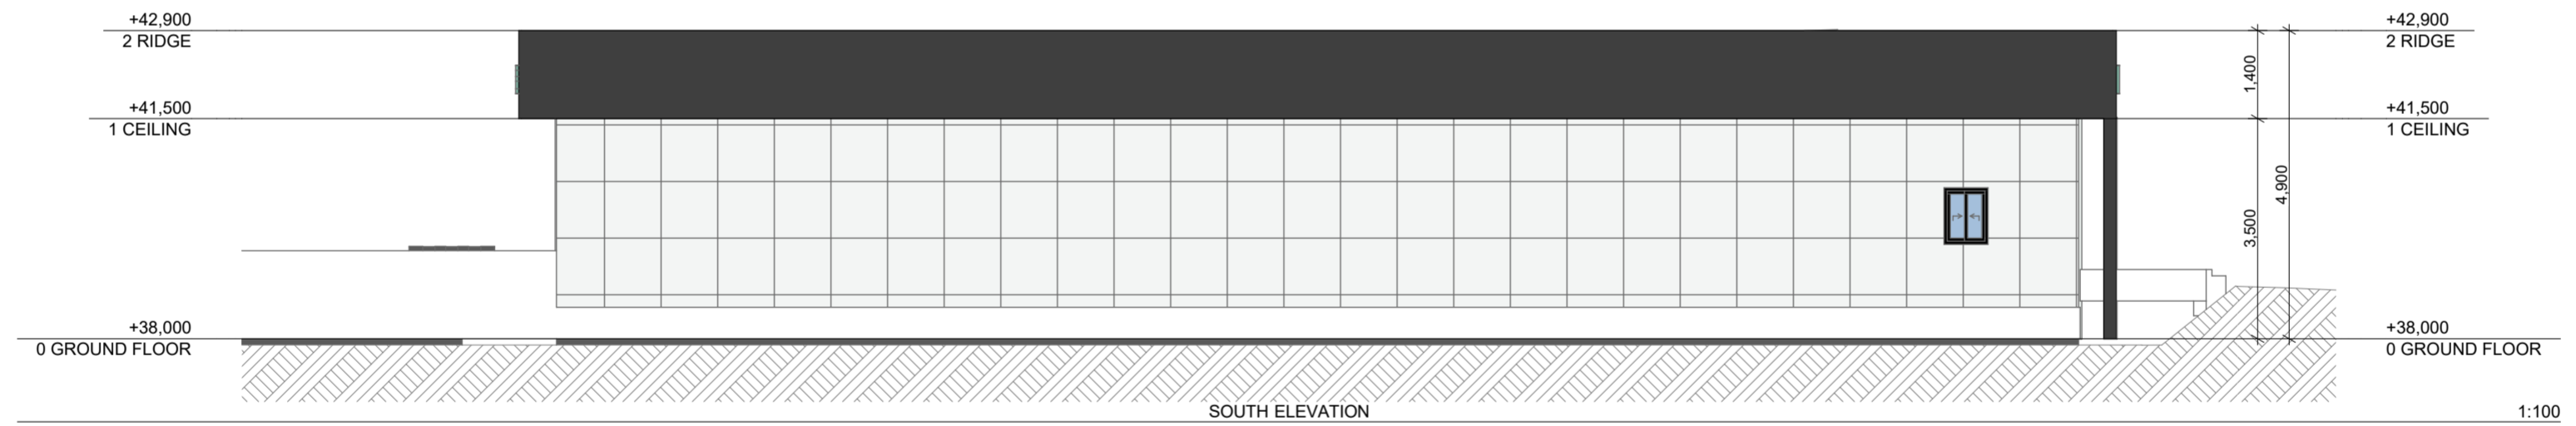 +42,900
2 RIDGE
+42,900
2 RIDGE
1,400
+41,500
1 CEILING
+41,500
1 CEILING
4,900
3,500
+38,000
0 GROUND FLOOR
+38,000
0 GROUND FLOOR
SOUTH ELEVATION
1:100